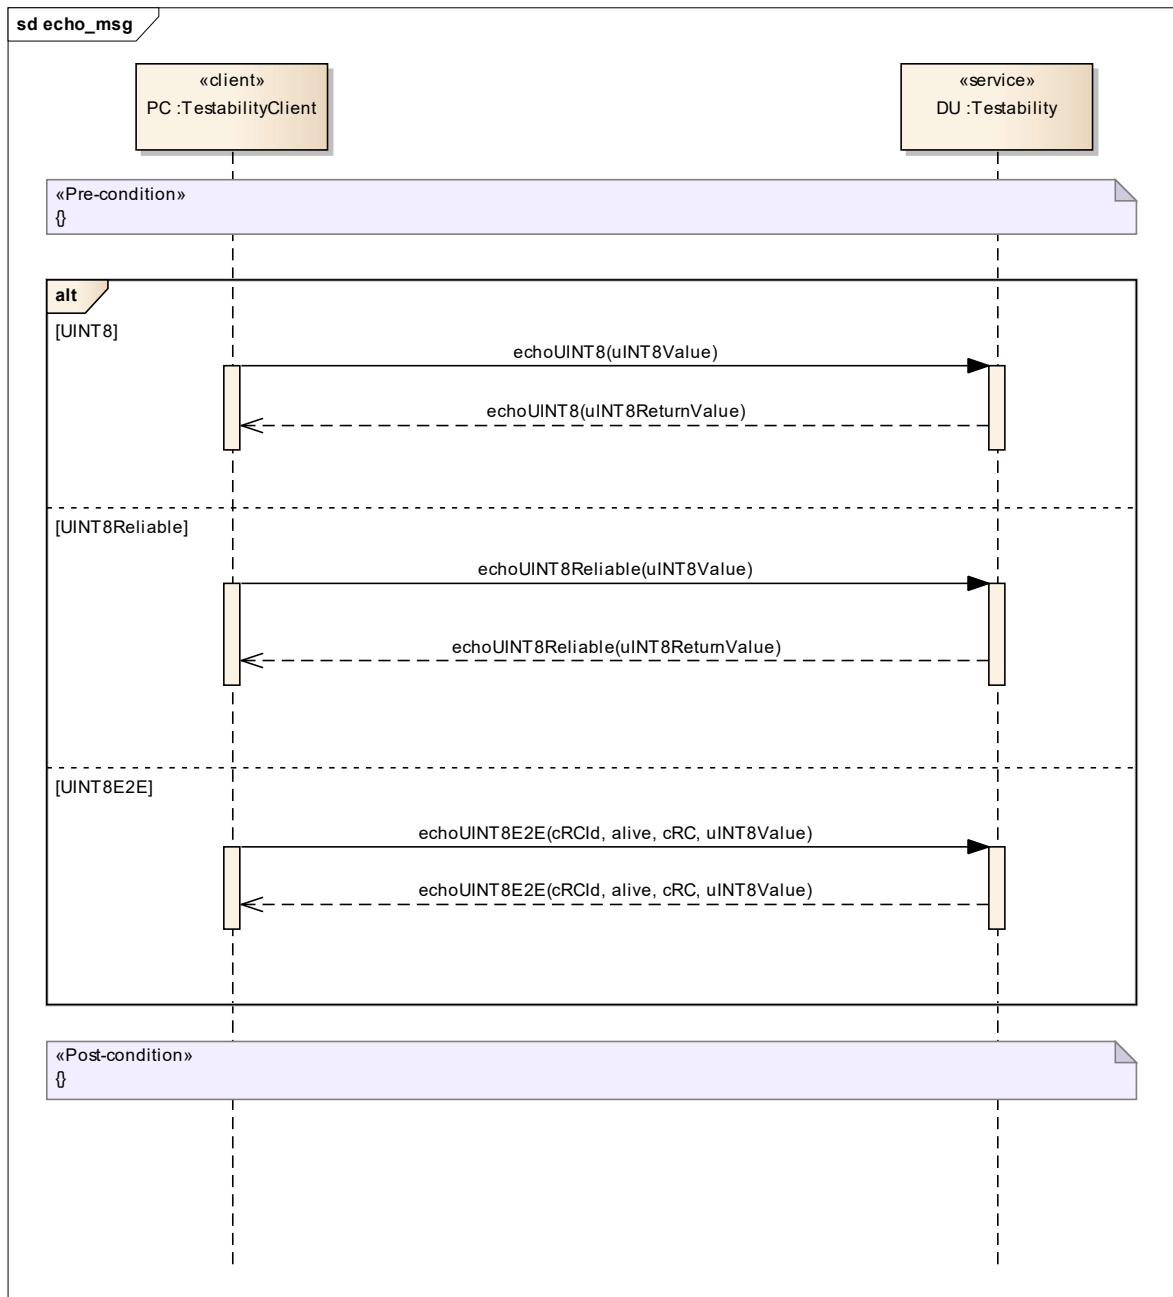 sd echo_msg
«client»
PC :TestabilityClient
«service»
DU :Testability
«Pre-condition»
{}
alt
[UINT8]
echoUINT8(uINT8Value)
echoUINT8(uINT8ReturnValue)
[UINT8Reliable]
echoUINT8Reliable(uINT8Value)
echoUINT8Reliable(uINT8ReturnValue)
[UINT8E2E]
echoUINT8E2E(cRCId, alive, cRC, uINT8Value)
echoUINT8E2E(cRCId, alive, cRC, uINT8Value)
«Post-condition»
{}